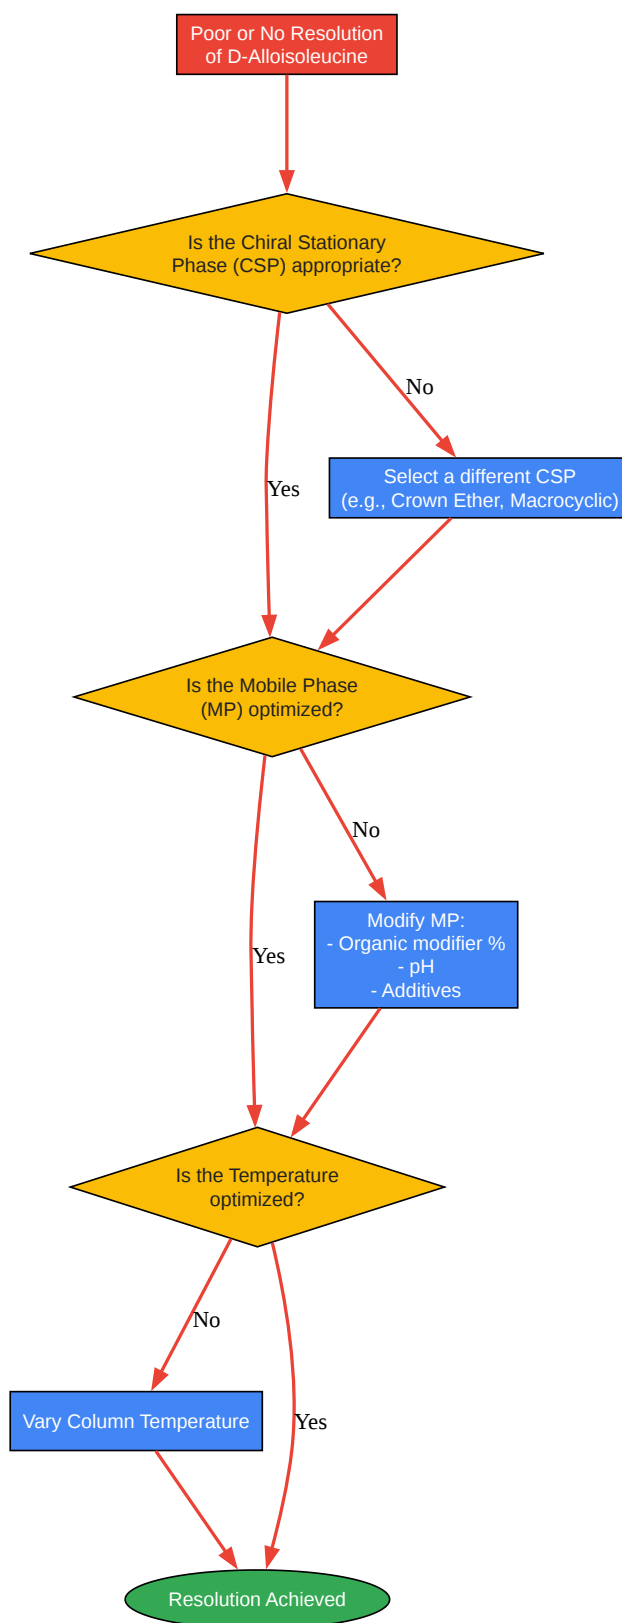 Poor or No Resolution
of D-Alloisoleucine
Is the Chiral Stationary
Phase (CSP) appropriate?
No
Select a different CSP
(e.g., Crown Ether, Macrocyclic)
Yes
Is the Mobile Phase
(MP) optimized?
No
Modify MP:
- Organic modifier %
- pH
- Additives
Yes
Is the Temperature
optimized?
No
Vary Column Temperature
Yes
Resolution Achieved